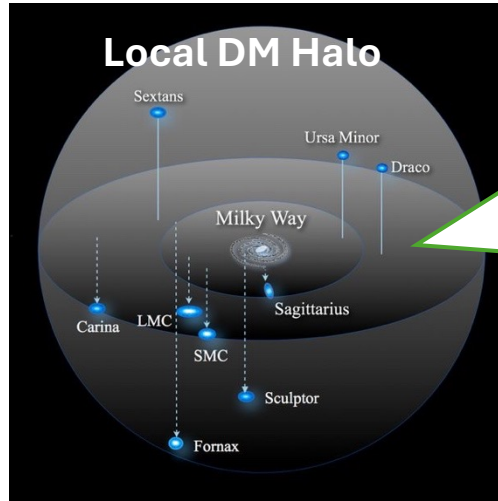 Local DM Halo
Sextans
Ursa Minor
Draco
Milky Way
Sagittarius
Carina
LMC
SMC
Sculptor
Fornax